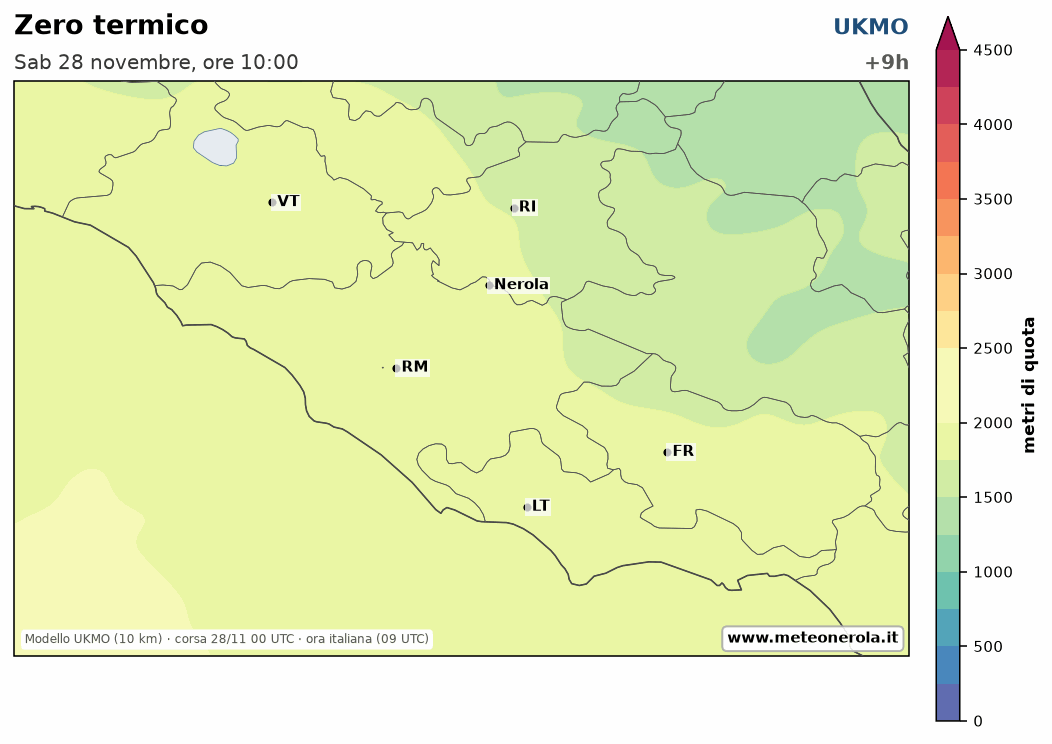 Zero termico
UKMO
Sab 28 novembre, ore 10:00
+9h
VT
RI
Nerola
RM
FR
LT
Modello UKMO (10 km) · corsa 28/11 00 UTC · ora italiana (09 UTC)
www.meteonerola.it
4500
4000
3500
3000
2500
2000
1500
1000
500
0
metri di quota